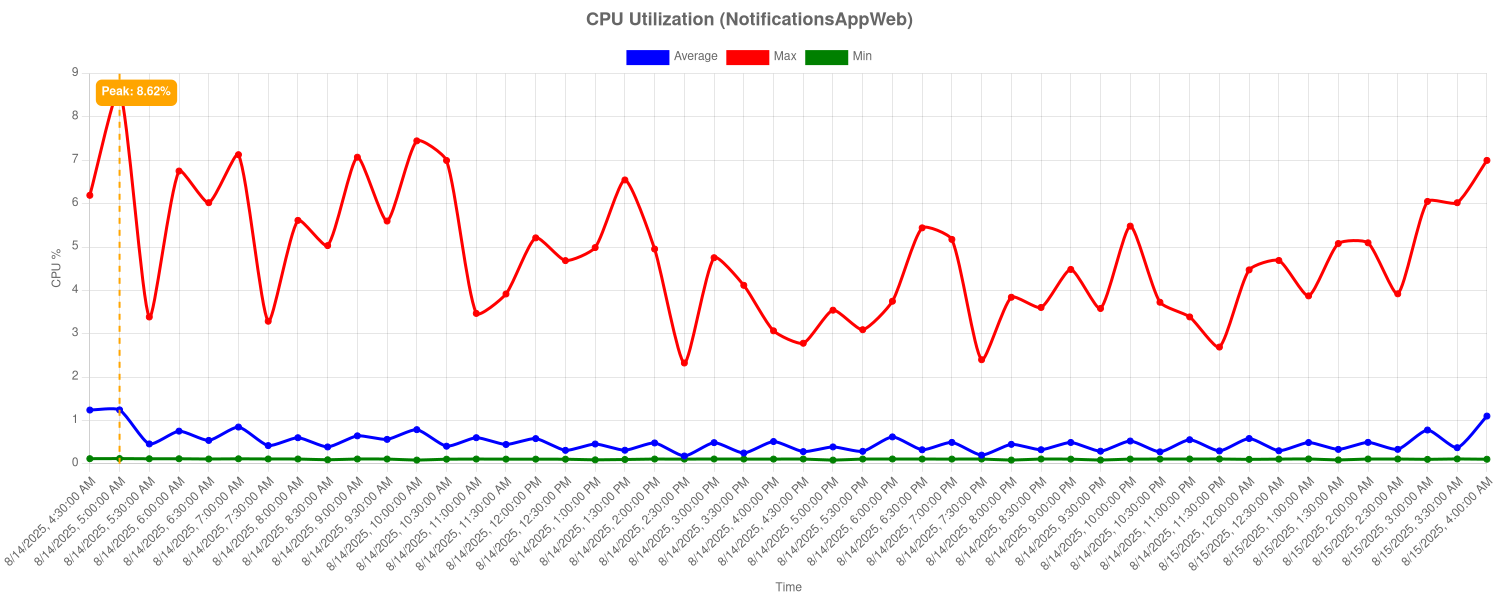 CPU Utilization (NotificationsAppWeb)
Average Max Min
9
Peak: 8.62%
8
7
6
5
4
3
2
1
0
CPU %
8/14/2025, 4:30:00 AM
8/14/2025, 5:00:00 AM
8/14/2025, 5:30:00 AM
8/14/2025, 6:00:00 AM
8/14/2025, 6:30:00 AM
8/14/2025, 7:00:00 AM
8/14/2025, 7:30:00 AM
8/14/2025, 8:00:00 AM
8/14/2025, 8:30:00 AM
8/14/2025, 9:00:00 AM
8/14/2025, 9:30:00 AM
8/14/2025, 10:00:00 AM
8/14/2025, 10:30:00 AM
8/14/2025, 11:00:00 AM
8/14/2025, 11:30:00 AM
8/14/2025, 12:00:00 PM
8/14/2025, 12:30:00 PM
8/14/2025, 1:00:00 PM
8/14/2025, 1:30:00 PM
8/14/2025, 2:00:00 PM
8/14/2025, 2:30:00 PM
8/14/2025, 3:00:00 PM
8/14/2025, 3:30:00 PM
8/14/2025, 4:00:00 PM
8/14/2025, 4:30:00 PM
8/14/2025, 5:00:00 PM
8/14/2025, 5:30:00 PM
8/14/2025, 6:00:00 PM
8/14/2025, 6:30:00 PM
8/14/2025, 7:00:00 PM
8/14/2025, 7:30:00 PM
8/14/2025, 8:00:00 PM
8/14/2025, 8:30:00 PM
8/14/2025, 9:00:00 PM
8/14/2025, 9:30:00 PM
8/14/2025, 10:00:00 PM
8/14/2025, 10:30:00 PM
8/14/2025, 11:00:00 PM
8/14/2025, 11:30:00 PM
8/15/2025, 12:00:00 AM
8/15/2025, 12:30:00 AM
8/15/2025, 1:00:00 AM
8/15/2025, 1:30:00 AM
8/15/2025, 2:00:00 AM
8/15/2025, 2:30:00 AM
8/15/2025, 3:00:00 AM
8/15/2025, 3:30:00 AM
8/15/2025, 4:00:00 AM
Time